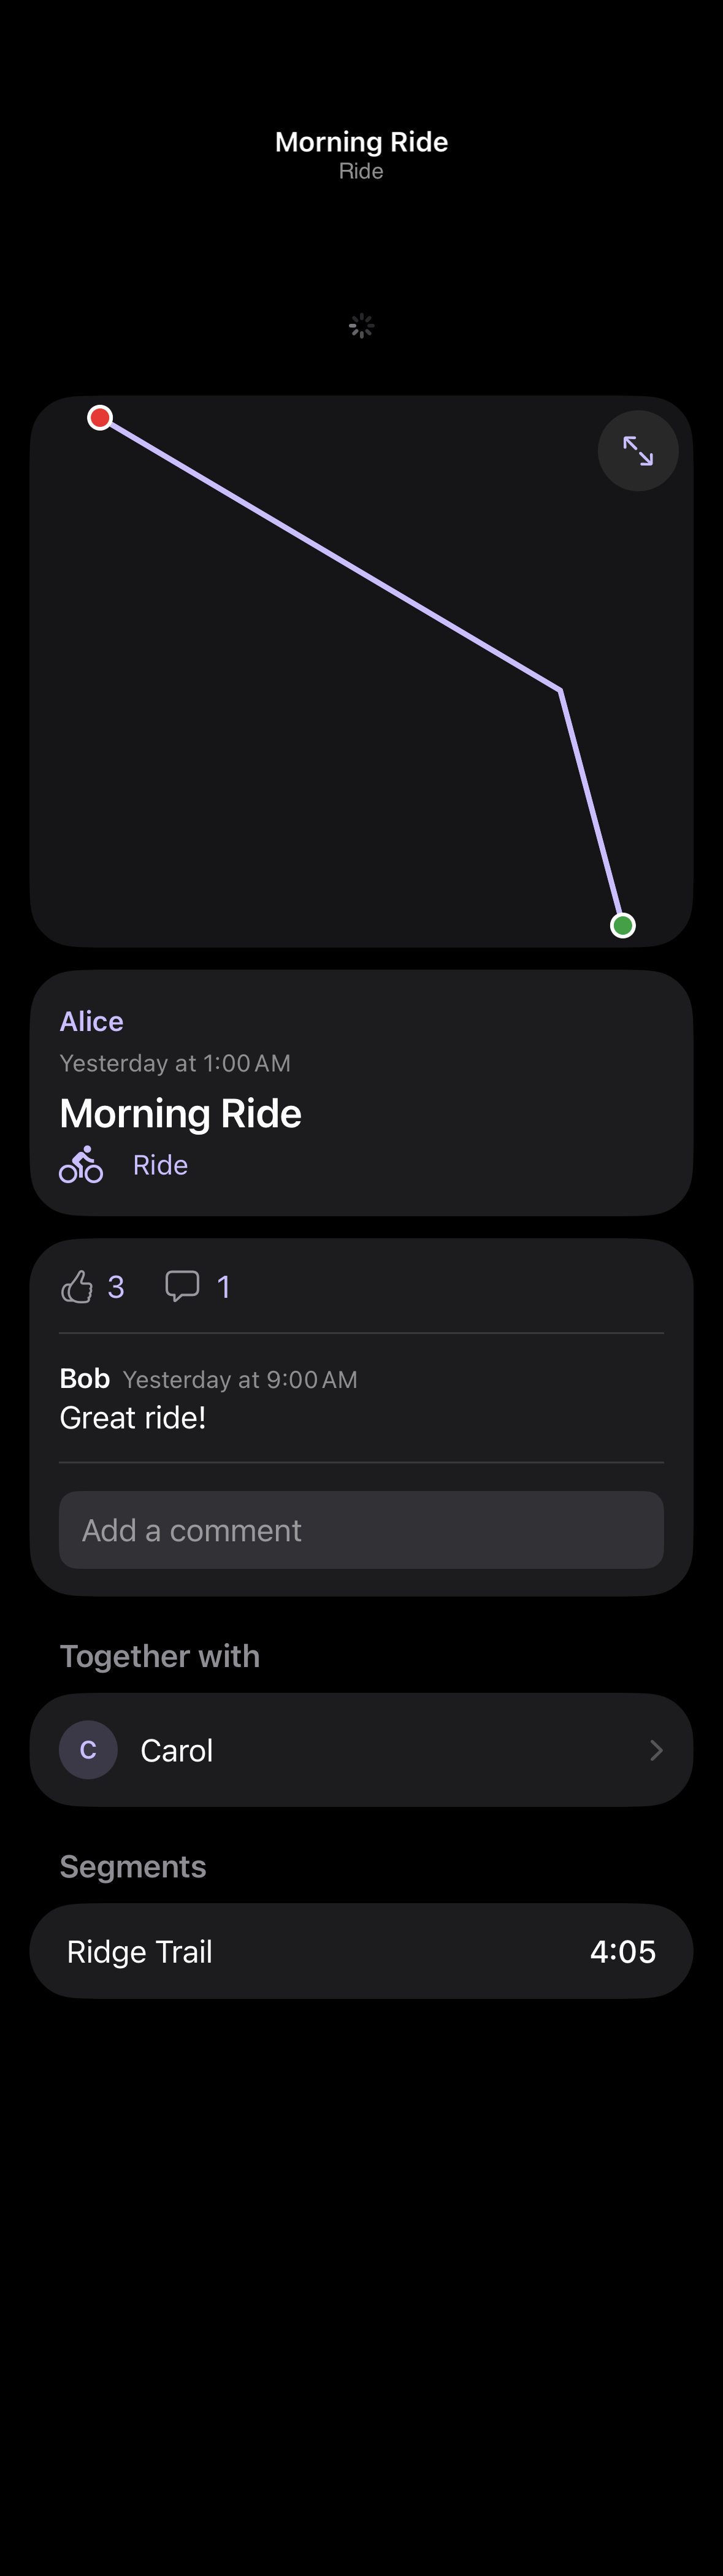 Morning Ride
Ride
Alice
Yesterday at 1:00 AM
Morning Ride
Ride
3 1
Bob Yesterday at 9:00 AM
Great ride!
Add a comment
Together with
C Carol
Segments
Ridge Trail 4:05